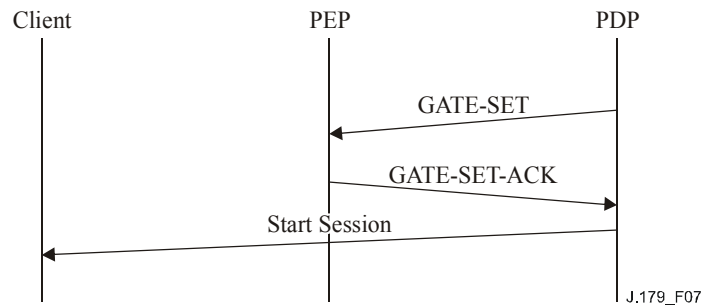 Client PEP PDP
GATE-SET
GATE-SET-ACK
Start Session
J.179_F07